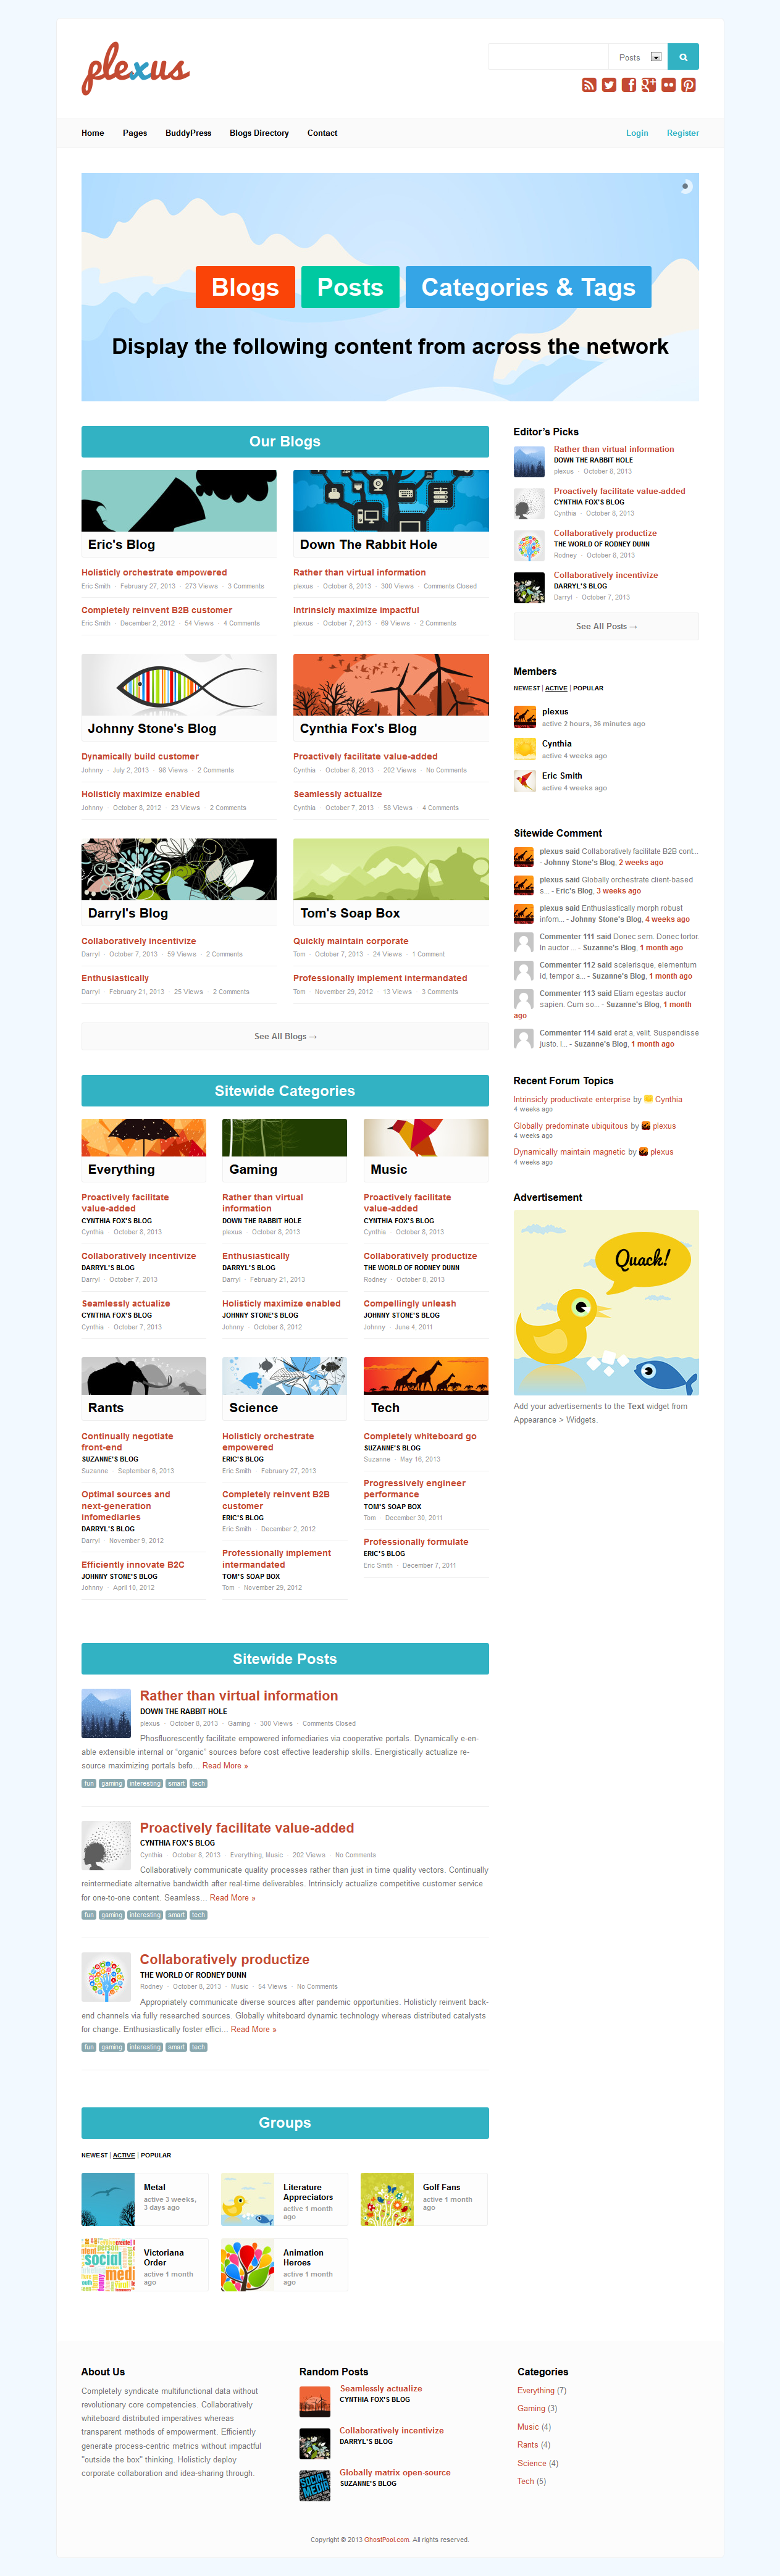 plexus
Posts
Home Pages BuddyPress Blogs Directory Contact Login Register
Blogs Posts Categories & Tags
Display the following content from across the network
Our Blogs
Eric's Blog
Holisticly orchestrate empowered
Eric Smith · February 27, 2013 · 273 Views · 3 Comments
Completely reinvent B2B customer
Eric Smith · December 2, 2012 · 54 Views · 4 Comments
Down The Rabbit Hole
Rather than virtual information
plexus · October 8, 2013 · 300 Views · Comments Closed
Intrinsicly maximize impactful
plexus · October 7, 2013 · 69 Views · 2 Comments
Johnny Stone's Blog
Dynamically build customer
Johnny · July 2, 2013 · 98 Views · 2 Comments
Holisticly maximize enabled
Johnny · October 8, 2012 · 23 Views · 2 Comments
Cynthia Fox's Blog
Proactively facilitate value-added
Cynthia · October 8, 2013 · 202 Views · No Comments
Seamlessly actualize
Cynthia · October 7, 2013 · 58 Views · 4 Comments
Darryl's Blog
Collaboratively incentivize
Darryl · October 7, 2013 · 59 Views · 2 Comments
Enthusiastically
Darryl · February 21, 2013 · 25 Views · 2 Comments
Tom's Soap Box
Quickly maintain corporate
Tom · October 7, 2013 · 24 Views · 1 Comment
Professionally implement intermandated
Tom · November 29, 2012 · 13 Views · 3 Comments
See All Blogs →
Sitewide Categories
Everything
Proactively facilitate
value-added
CYNTHIA FOX'S BLOG
Cynthia · October 8, 2013
Collaboratively incentivize
DARRYL'S BLOG
Darryl · October 7, 2013
Seamlessly actualize
CYNTHIA FOX'S BLOG
Cynthia · October 7, 2013
Gaming
Rather than virtual
information
DOWN THE RABBIT HOLE
plexus · October 8, 2013
Enthusiastically
DARRYL'S BLOG
Darryl · February 21, 2013
Holisticly maximize enabled
JOHNNY STONE'S BLOG
Johnny · October 8, 2012
Music
Proactively facilitate
value-added
CYNTHIA FOX'S BLOG
Cynthia · October 8, 2013
Collaboratively productize
THE WORLD OF RODNEY DUNN
Rodney · October 8, 2013
Compellingly unleash
JOHNNY STONE'S BLOG
Johnny · June 4, 2011
Rants
Continually negotiate
front-end
SUZANNE'S BLOG
Suzanne · September 6, 2013
Optimal sources and
next-generation
infomediaries
DARRYL'S BLOG
Darryl · November 9, 2012
Efficiently innovate B2C
JOHNNY STONE'S BLOG
Johnny · April 10, 2012
Science
Holisticly orchestrate
empowered
ERIC'S BLOG
Eric Smith · February 27, 2013
Completely reinvent B2B
customer
ERIC'S BLOG
Eric Smith · December 2, 2012
Professionally implement
intermandated
TOM'S SOAP BOX
Tom · November 29, 2012
Tech
Completely whiteboard go
SUZANNE'S BLOG
Suzanne · May 16, 2013
Progressively engineer
performance
TOM'S SOAP BOX
Tom · December 30, 2011
Professionally formulate
ERIC'S BLOG
Eric Smith · December 7, 2011
Sitewide Posts
Rather than virtual information
DOWN THE RABBIT HOLE
plexus · October 8, 2013 · Gaming · 300 Views · Comments Closed
Phosfluorescently facilitate empowered infomediaries via cooperative portals. Dynamically e-en-
able extensible internal or “organic” sources before cost effective leadership skills. Energistically actualize re-
source maximizing portals befo... Read More »
fun gaming interesting smart tech
Proactively facilitate value-added
CYNTHIA FOX'S BLOG
Cynthia · October 8, 2013 · Everything, Music · 202 Views · No Comments
Collaboratively communicate quality processes rather than just in time quality vectors. Continually
reintermediate alternative bandwidth after real-time deliverables. Intrinsicly actualize competitive customer service
for one-to-one content. Seamless... Read More »
fun gaming interesting smart tech
Collaboratively productize
THE WORLD OF RODNEY DUNN
Rodney · October 8, 2013 · Music · 54 Views · No Comments
Appropriately communicate diverse sources after pandemic opportunities. Holisticly reinvent back-
end channels via fully researched sources. Globally whiteboard dynamic technology whereas distributed catalysts
for change. Enthusiastically foster effici... Read More »
fun gaming interesting smart tech
Groups
NEWEST | ACTIVE | POPULAR
Metal
active 3 weeks,
3 days ago
Literature
Appreciators
active 1 month
ago
Golf Fans
active 1 month
ago
social
Victoriana
Order
active 1 month
ago
Animation
Heroes
active 1 month
ago
Editor's Picks
Rather than virtual information
DOWN THE RABBIT HOLE
plexus · October 8, 2013
Proactively facilitate value-added
CYNTHIA FOX'S BLOG
Cynthia · October 8, 2013
Collaboratively productize
THE WORLD OF RODNEY DUNN
Rodney · October 8, 2013
Collaboratively incentivize
DARRYL'S BLOG
Darryl · October 7, 2013
See All Posts →
Members
NEWEST | ACTIVE | POPULAR
plexus
active 2 hours, 36 minutes ago
Cynthia
active 4 weeks ago
Eric Smith
active 4 weeks ago
Sitewide Comment
plexus said Collaboratively facilitate B2B cont...
- Johnny Stone's Blog, 2 weeks ago
plexus said Globally orchestrate client-based
s... - Eric's Blog, 3 weeks ago
plexus said Enthusiastically morph robust
infom... - Johnny Stone's Blog, 4 weeks ago
Commenter 111 said Donec sem. Donec tortor.
In auctor ... - Suzanne's Blog, 1 month ago
Commenter 112 said scelerisque, elementum
id, tempor a... - Suzanne's Blog, 1 month ago
Commenter 113 said Etiam egestas auctor
sapien. Cum so... - Suzanne's Blog, 1 month
ago
Commenter 114 said erat a, velit. Suspendisse
justo. I... - Suzanne's Blog, 1 month ago
Recent Forum Topics
Intrinsicly productivate enterprise by Cynthia
4 weeks ago
Globally predominate ubiquitous by plexus
4 weeks ago
Dynamically maintain magnetic by plexus
4 weeks ago
Advertisement
Quack!
Add your advertisements to the Text widget from
Appearance > Widgets.
About Us
Completely syndicate multifunctional data without
revolutionary core competencies. Collaboratively
whiteboard distributed imperatives whereas
transparent methods of empowerment. Efficiently
generate process-centric metrics without impactful
"outside the box" thinking. Holisticly deploy
corporate collaboration and idea-sharing through.
Random Posts
Seamlessly actualize
CYNTHIA FOX'S BLOG
Collaboratively incentivize
DARRYL'S BLOG
SOCIAL
MEDIA
Globally matrix open-source
SUZANNE'S BLOG
Categories
Everything (7)
Gaming (3)
Music (4)
Rants (4)
Science (4)
Tech (5)
Copyright © 2013 GhostPool.com. All rights reserved.